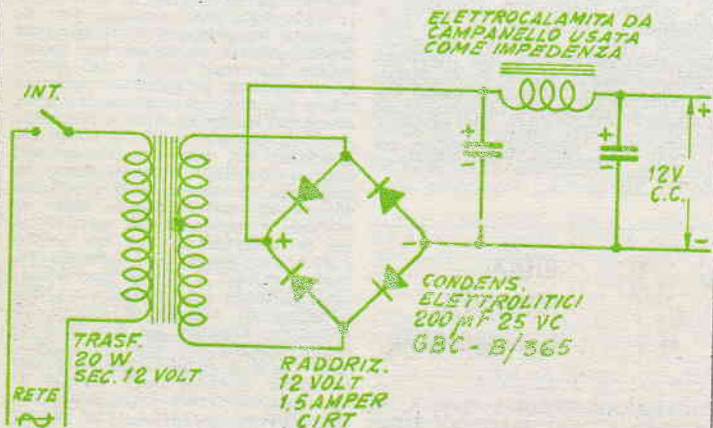 ELETTROCALAMITA DA
CAMPANELLO USATA
COME IMPEDENZA
INT.
+
+
+
-
-
12V
C.C.
+
-
-
CONDENS.
ELETTROLITICI
200 µF 25 VC
GBC - B/365
TRASF.
20 W
SEC. 12 VOLT
RADDRIZ.
12 VOLT
1,5 AMPER
CIRT
RETE